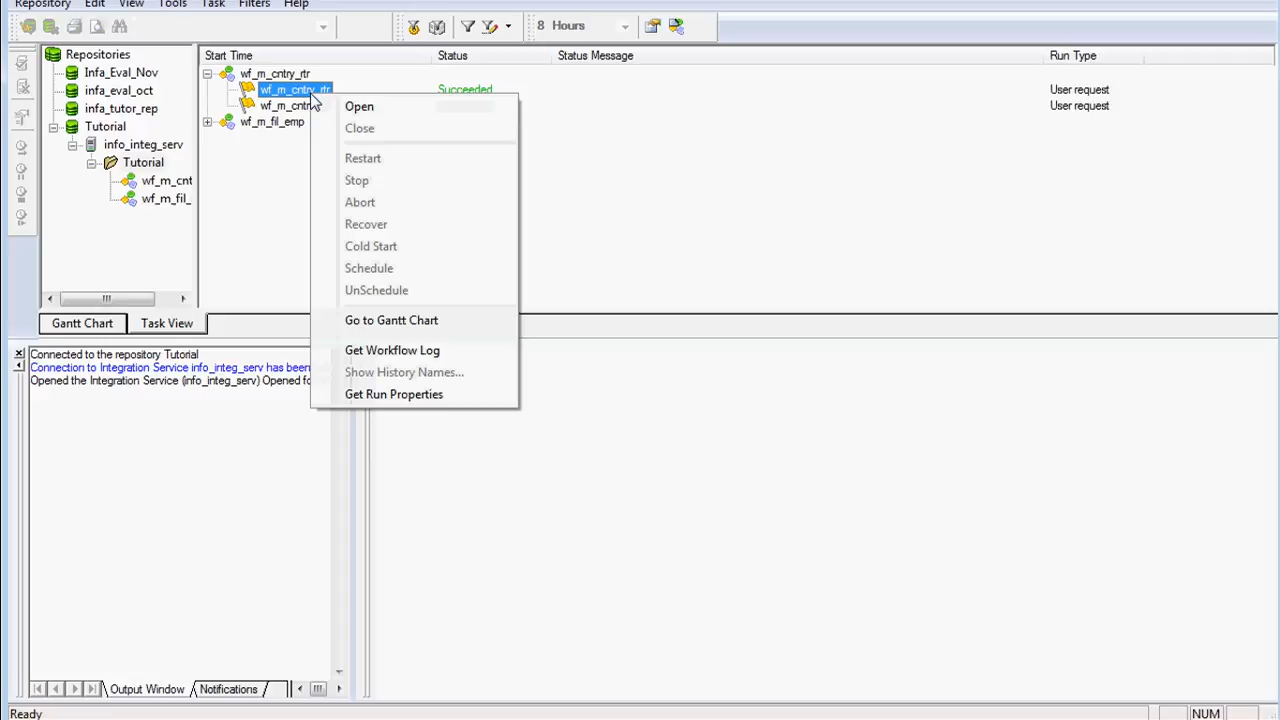 Repository Edit View Tools Task Filters Help
8 Hours
Repositories
Infa_Eval_Nov
infa_eval_oct
infa_tutor_rep
Tutorial
info_integ_serv
Tutorial
wf_m_cnt
wf_m_fil_
Start Time Status Status Message Run Type
wf_m_cntry_rtr
wf_m_cntry_rtr Succeeded User request
wf_m_cntr User request
wf_m_fil_emp
Open
Close
Restart
Stop
Abort
Recover
Cold Start
Schedule
UnSchedule
Go to Gantt Chart
Get Workflow Log
Show History Names...
Get Run Properties
Gantt Chart Task View
Connected to the repository Tutorial
Connection to Integration Service info_integ_serv has been
Opened the Integration Service (info_integ_serv) Opened fo
Output Window Notifications
Ready NUM